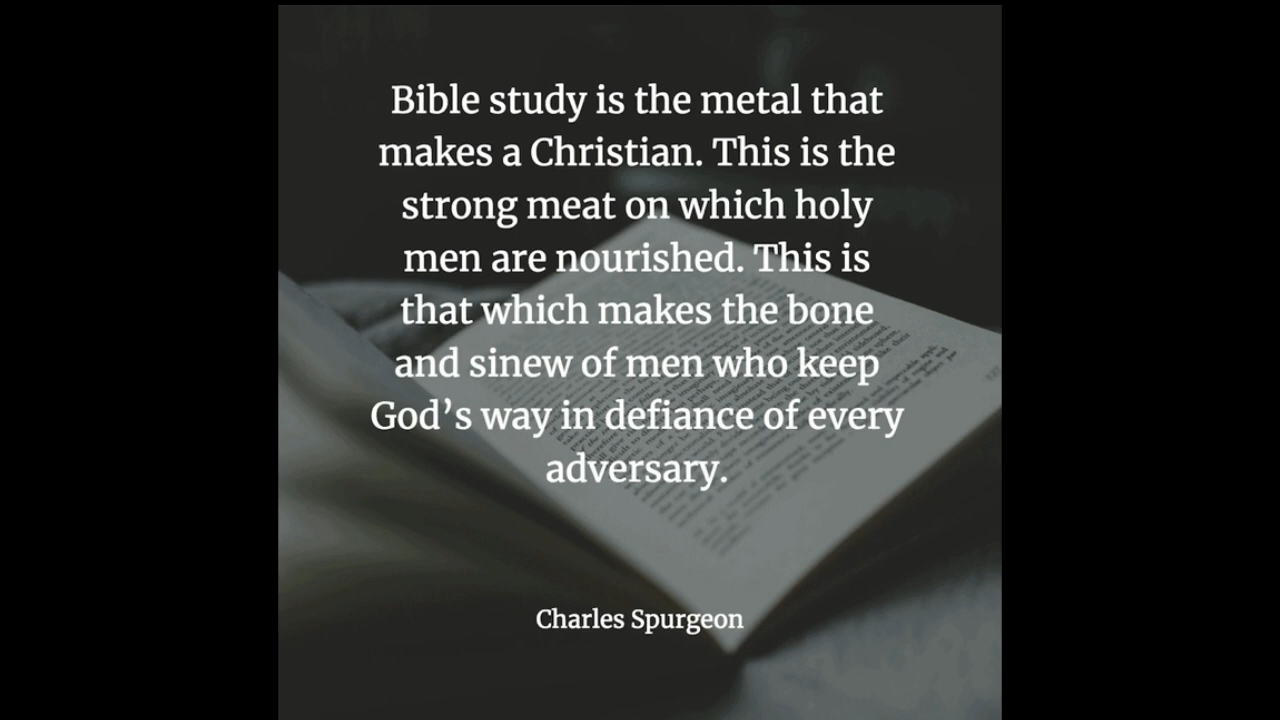 Bible study is the metal that
makes a Christian. This is the
strong meat on which holy
men are nourished. This is
that which makes the bone
and sinew of men who keep
God’s way in defiance of every
adversary.
Charles Spurgeon